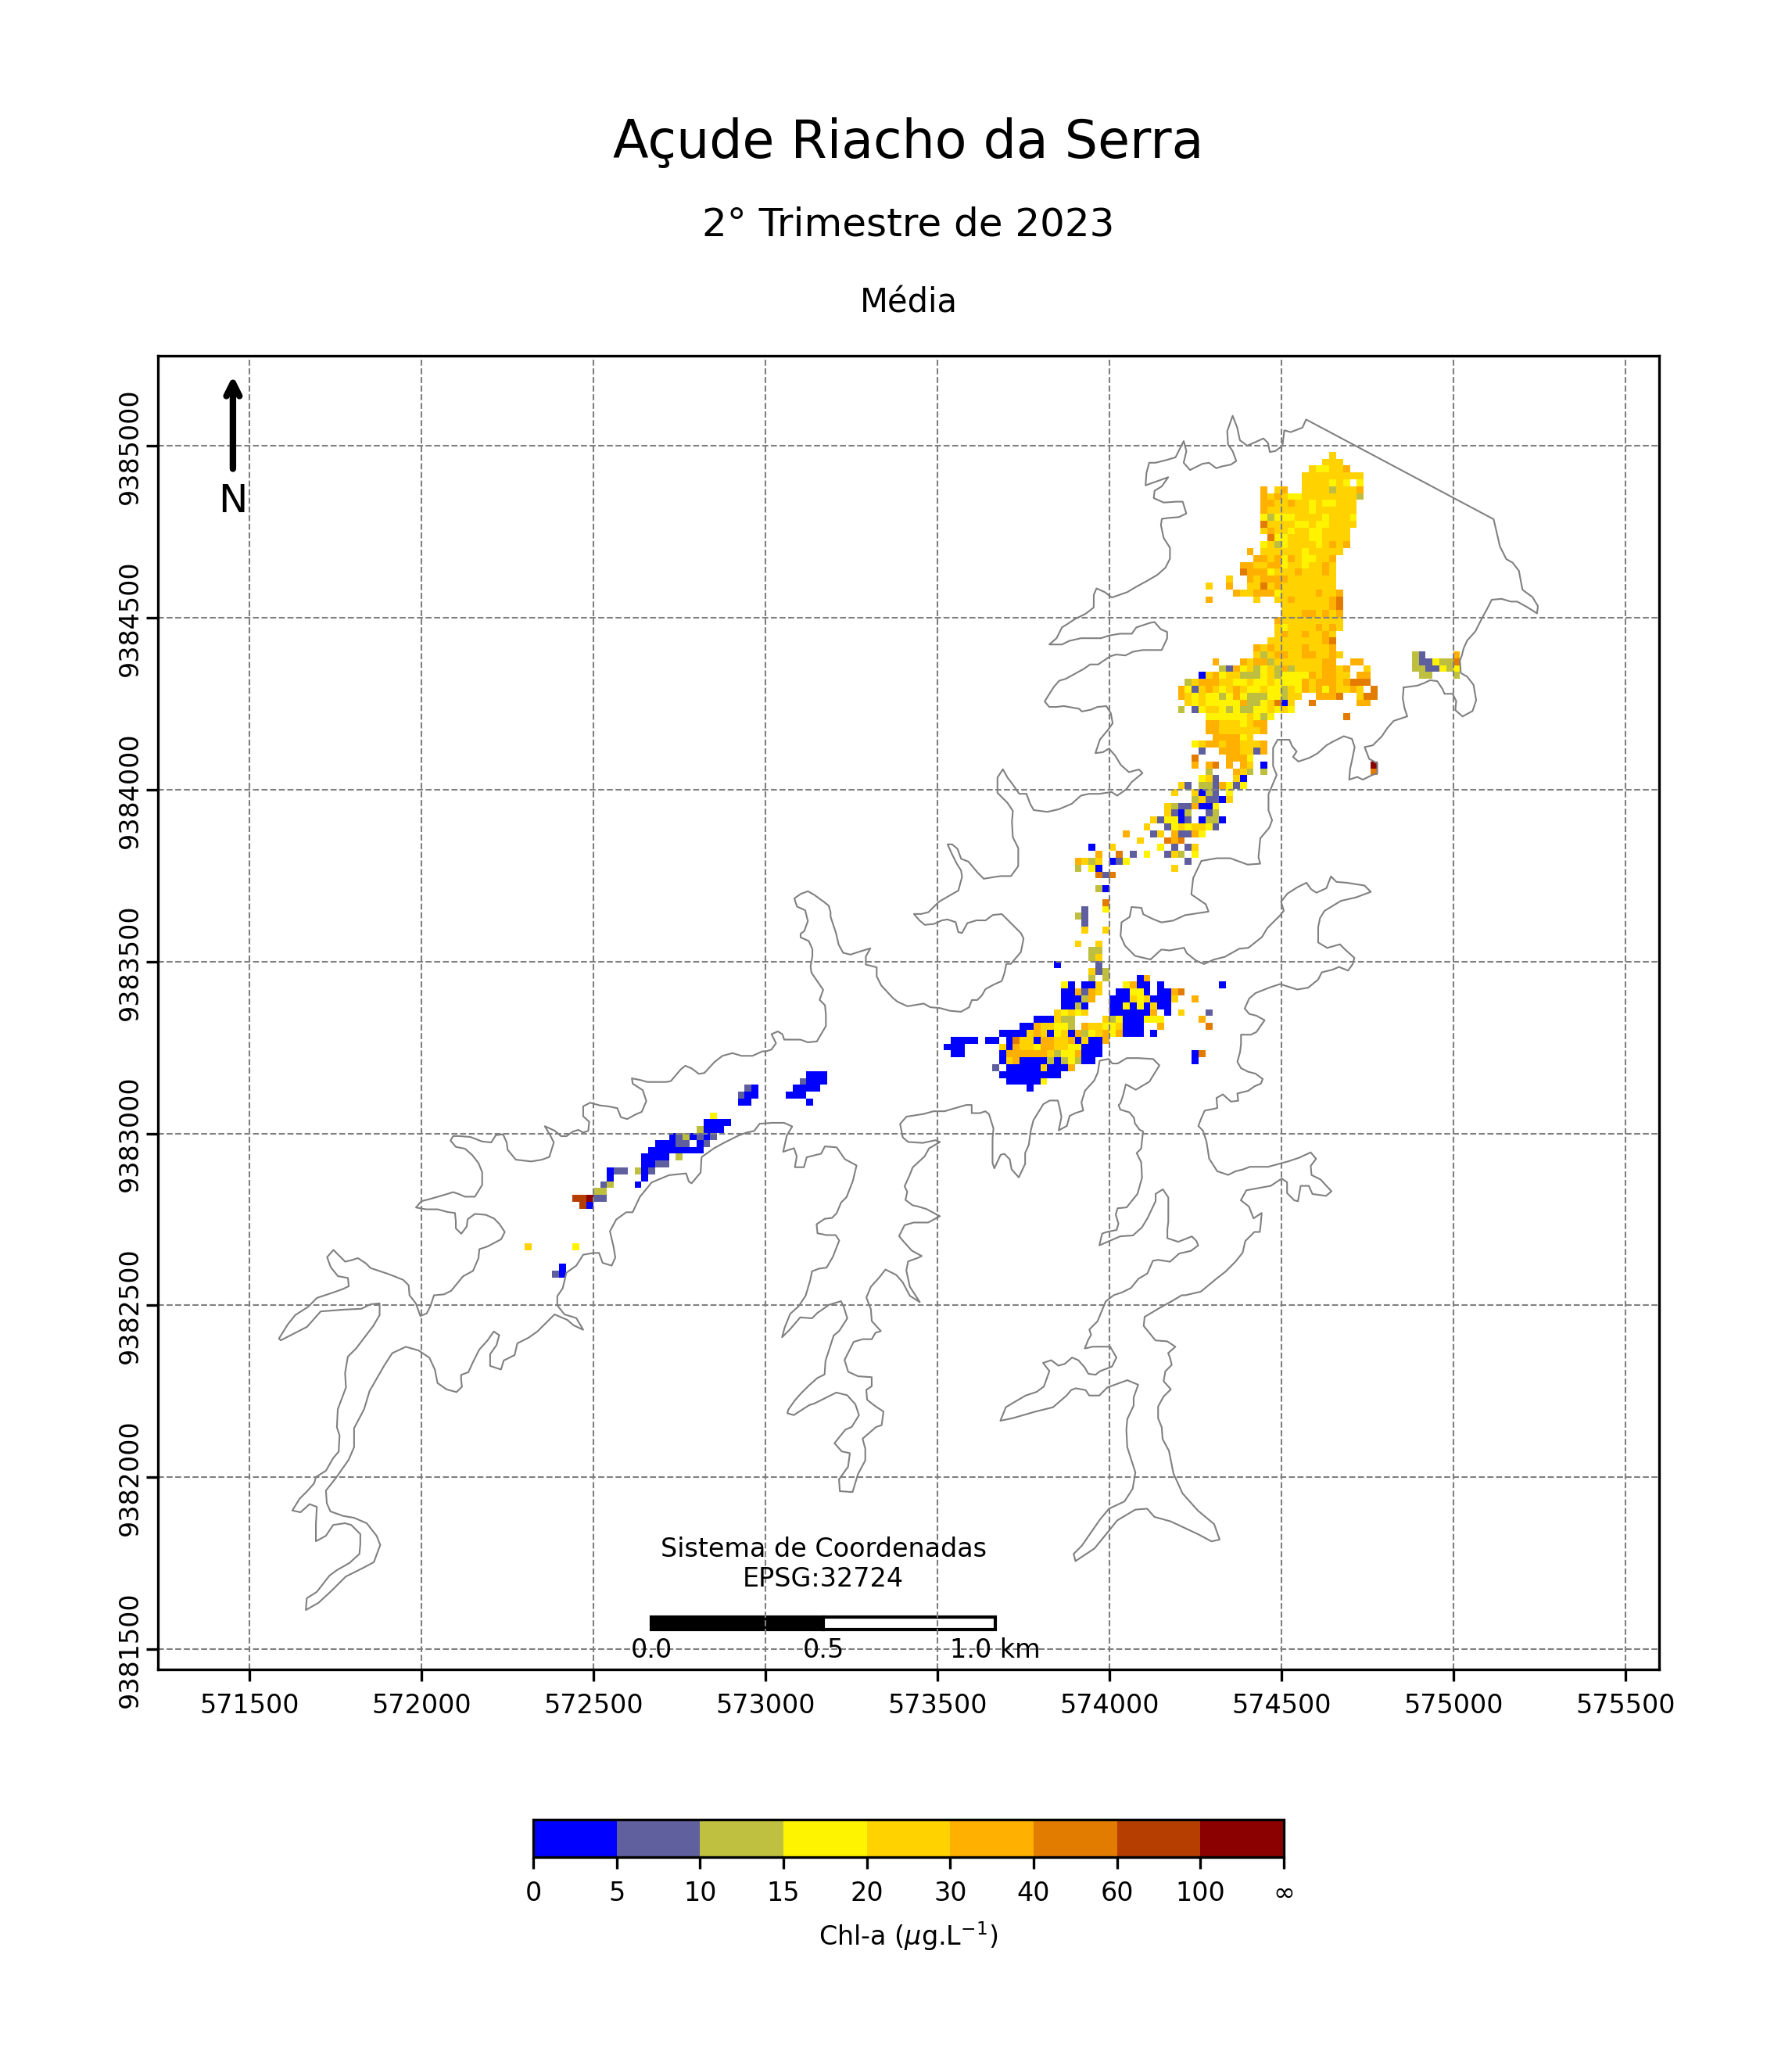 Açude Riacho da Serra
2° Trimestre de 2023
Média
N
9385000
9384500
9384000
9383500
9383000
9382500
9382000
9381500
Sistema de Coordenadas
EPSG:32724
0.0 0.5 1.0 km
571500 572000 572500 573000 573500 574000 574500 575000 575500
0 5 10 15 20 30 40 60 100 ∞
Chl-a (μg.L⁻¹)